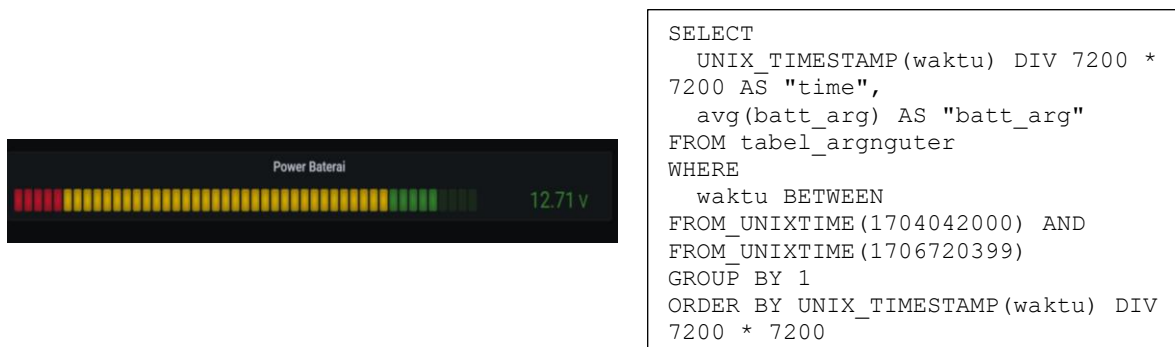 Power Baterai
12.71 v
SELECT
UNIX_TIMESTAMP(waktu) DIV 7200 *
7200 AS "time",
avg(batt_arg) AS "batt_arg"
FROM tabel_argnguter
WHERE
waktu BETWEEN
FROM_UNIXTIME(1704042000) AND
FROM_UNIXTIME(1706720399)
GROUP BY 1
ORDER BY UNIX_TIMESTAMP(waktu) DIV
7200 * 7200